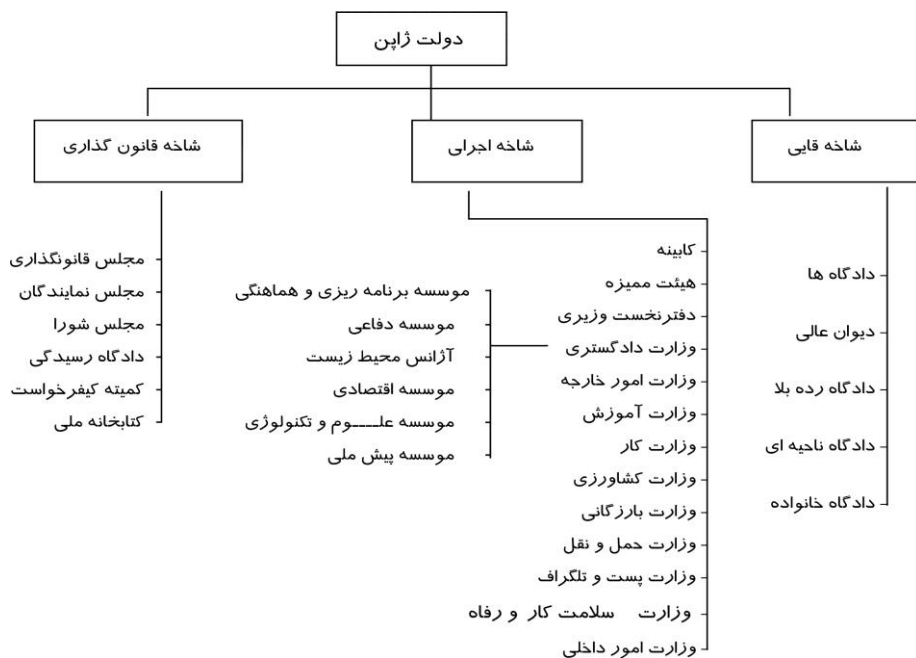 دولت ژاپن
شاخه قایی
شاخه اجرایی
شاخه قانون گذاری
دادگاه ها
دیوان عالی
دادگاه رده بلا
دادگاه ناحیه ای
دادگاه خانواده
کابینه
هیئت ممیزه
دفترنخست وزیری
وزارت دادگستری
وزارت امور خارجه
وزارت آموزش
وزارت کار
وزارت کشاورزی
وزارت بارزگانی
وزارت حمل و نقل
وزارت پست و تلگراف
وزارت سلامت کار و رفاه
وزارت امور داخلی
موسسه برنامه ریزی و هماهنگی
موسسه دفاعی
آژانس محیط زیست
موسسه اقتصادی
موسسه علــــوم و تکنولوژی
موسسه پیش ملی
مجلس قانونگذاری
مجلس نمایندگان
مجلس شورا
دادگاه رسیدگی
کمیته کیفرخواست
کتابخانه ملی